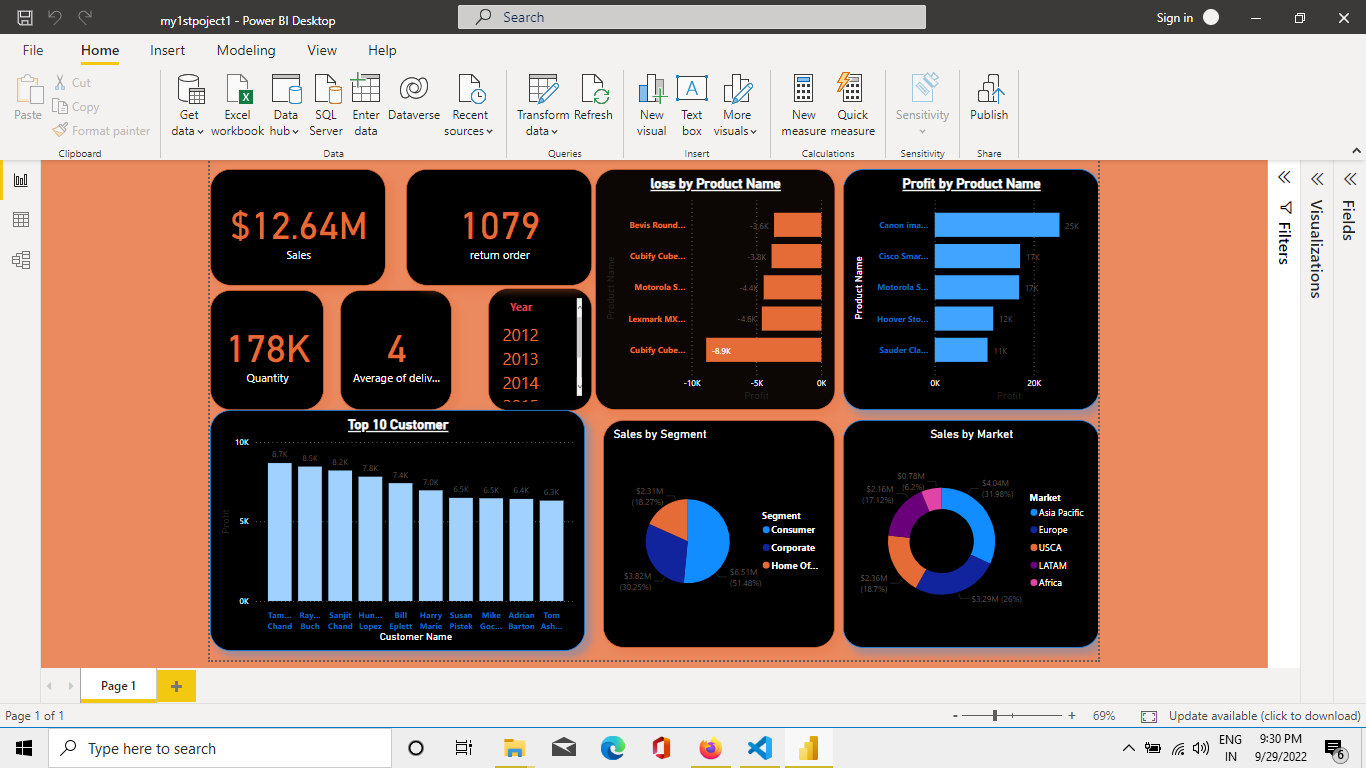 my1stpoject1 - Power BI Desktop
Search
Sign in
File Home Insert Modeling View Help
Paste
Cut
Copy
Format painter
Clipboard
Get data
Excel workbook
Data hub
SQL Server
Enter data
Dataverse
Recent sources
Data
Transform data
Refresh
Queries
New visual
Text box
More visuals
Insert
New measure
Quick measure
Calculations
Sensitivity
Sensitivity
Publish
Share
$12.64M
Sales
1079
return order
178K
Quantity
4
Average of deliv...
Year
2012
2013
2014
loss by Product Name
Product Name
Bevis Round... -3.6K
Cubify Cube... -3.8K
Motorola S... -4.4K
Lexmark MX... -4.6K
Cubify Cube... -8.9K
-10K -5K 0K
Profit
Profit by Product Name
Product Name
Canon ima... 25K
Cisco Smar... 17K
Motorola S... 17K
Hoover Sto... 12K
Sauder Cla... 11K
0K 20K
Profit
Top 10 Customer
Profit
10K
5K
0K
8.7K 8.5K 8.2K 7.8K 7.4K 7.0K 6.5K 6.5K 6.4K 6.3K
Tam... Ray... Sanjit Hun... Bill Harry Susan Mike Adrian Tom
Chand Buch Chand Lopez Eplett Marie Pistek Goc... Barton Ash...
Customer Name
Sales by Segment
$2.31M
(18.27%)
$3.82M
(30.25%)
$6.51M
(51.48%)
Segment
Consumer
Corporate
Home Of...
Sales by Market
$0.78M
(6.2%)
$2.16M
(17.12%)
$4.04M
(31.98%)
$2.36M
(18.7%)
$3.29M (26%)
Market
Asia Pacific
Europe
USCA
LATAM
Africa
Filters
Visualizations
Fields
Page 1
Page 1 of 1
- + 69%
Update available (click to download)
Type here to search
ENG
IN
9:30 PM
9/29/2022
6